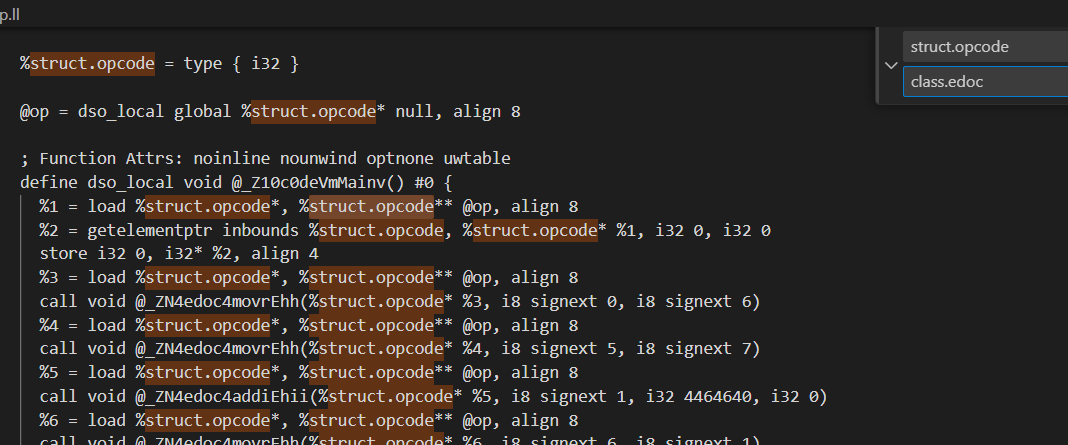 p.ll
struct.opcode
class.edoc
%struct.opcode = type { i32 }
@op = dso_local global %struct.opcode* null, align 8
; Function Attrs: noinline nounwind optnone uwtable
define dso_local void @_Z10c0deVmMainv() #0 {
%1 = load %struct.opcode*, %struct.opcode** @op, align 8
%2 = getelementptr inbounds %struct.opcode, %struct.opcode* %1, i32 0, i32 0
store i32 0, i32* %2, align 4
%3 = load %struct.opcode*, %struct.opcode** @op, align 8
call void @_ZN4edoc4movrEhh(%struct.opcode* %3, i8 signext 0, i8 signext 6)
%4 = load %struct.opcode*, %struct.opcode** @op, align 8
call void @_ZN4edoc4movrEhh(%struct.opcode* %4, i8 signext 5, i8 signext 7)
%5 = load %struct.opcode*, %struct.opcode** @op, align 8
call void @_ZN4edoc4addiEhii(%struct.opcode* %5, i8 signext 1, i32 4464640, i32 0)
%6 = load %struct.opcode*, %struct.opcode** @op, align 8
call void @_ZN4edoc4movrEhh(%struct.opcode* %6, i8 signext 6, i8 signext 1)